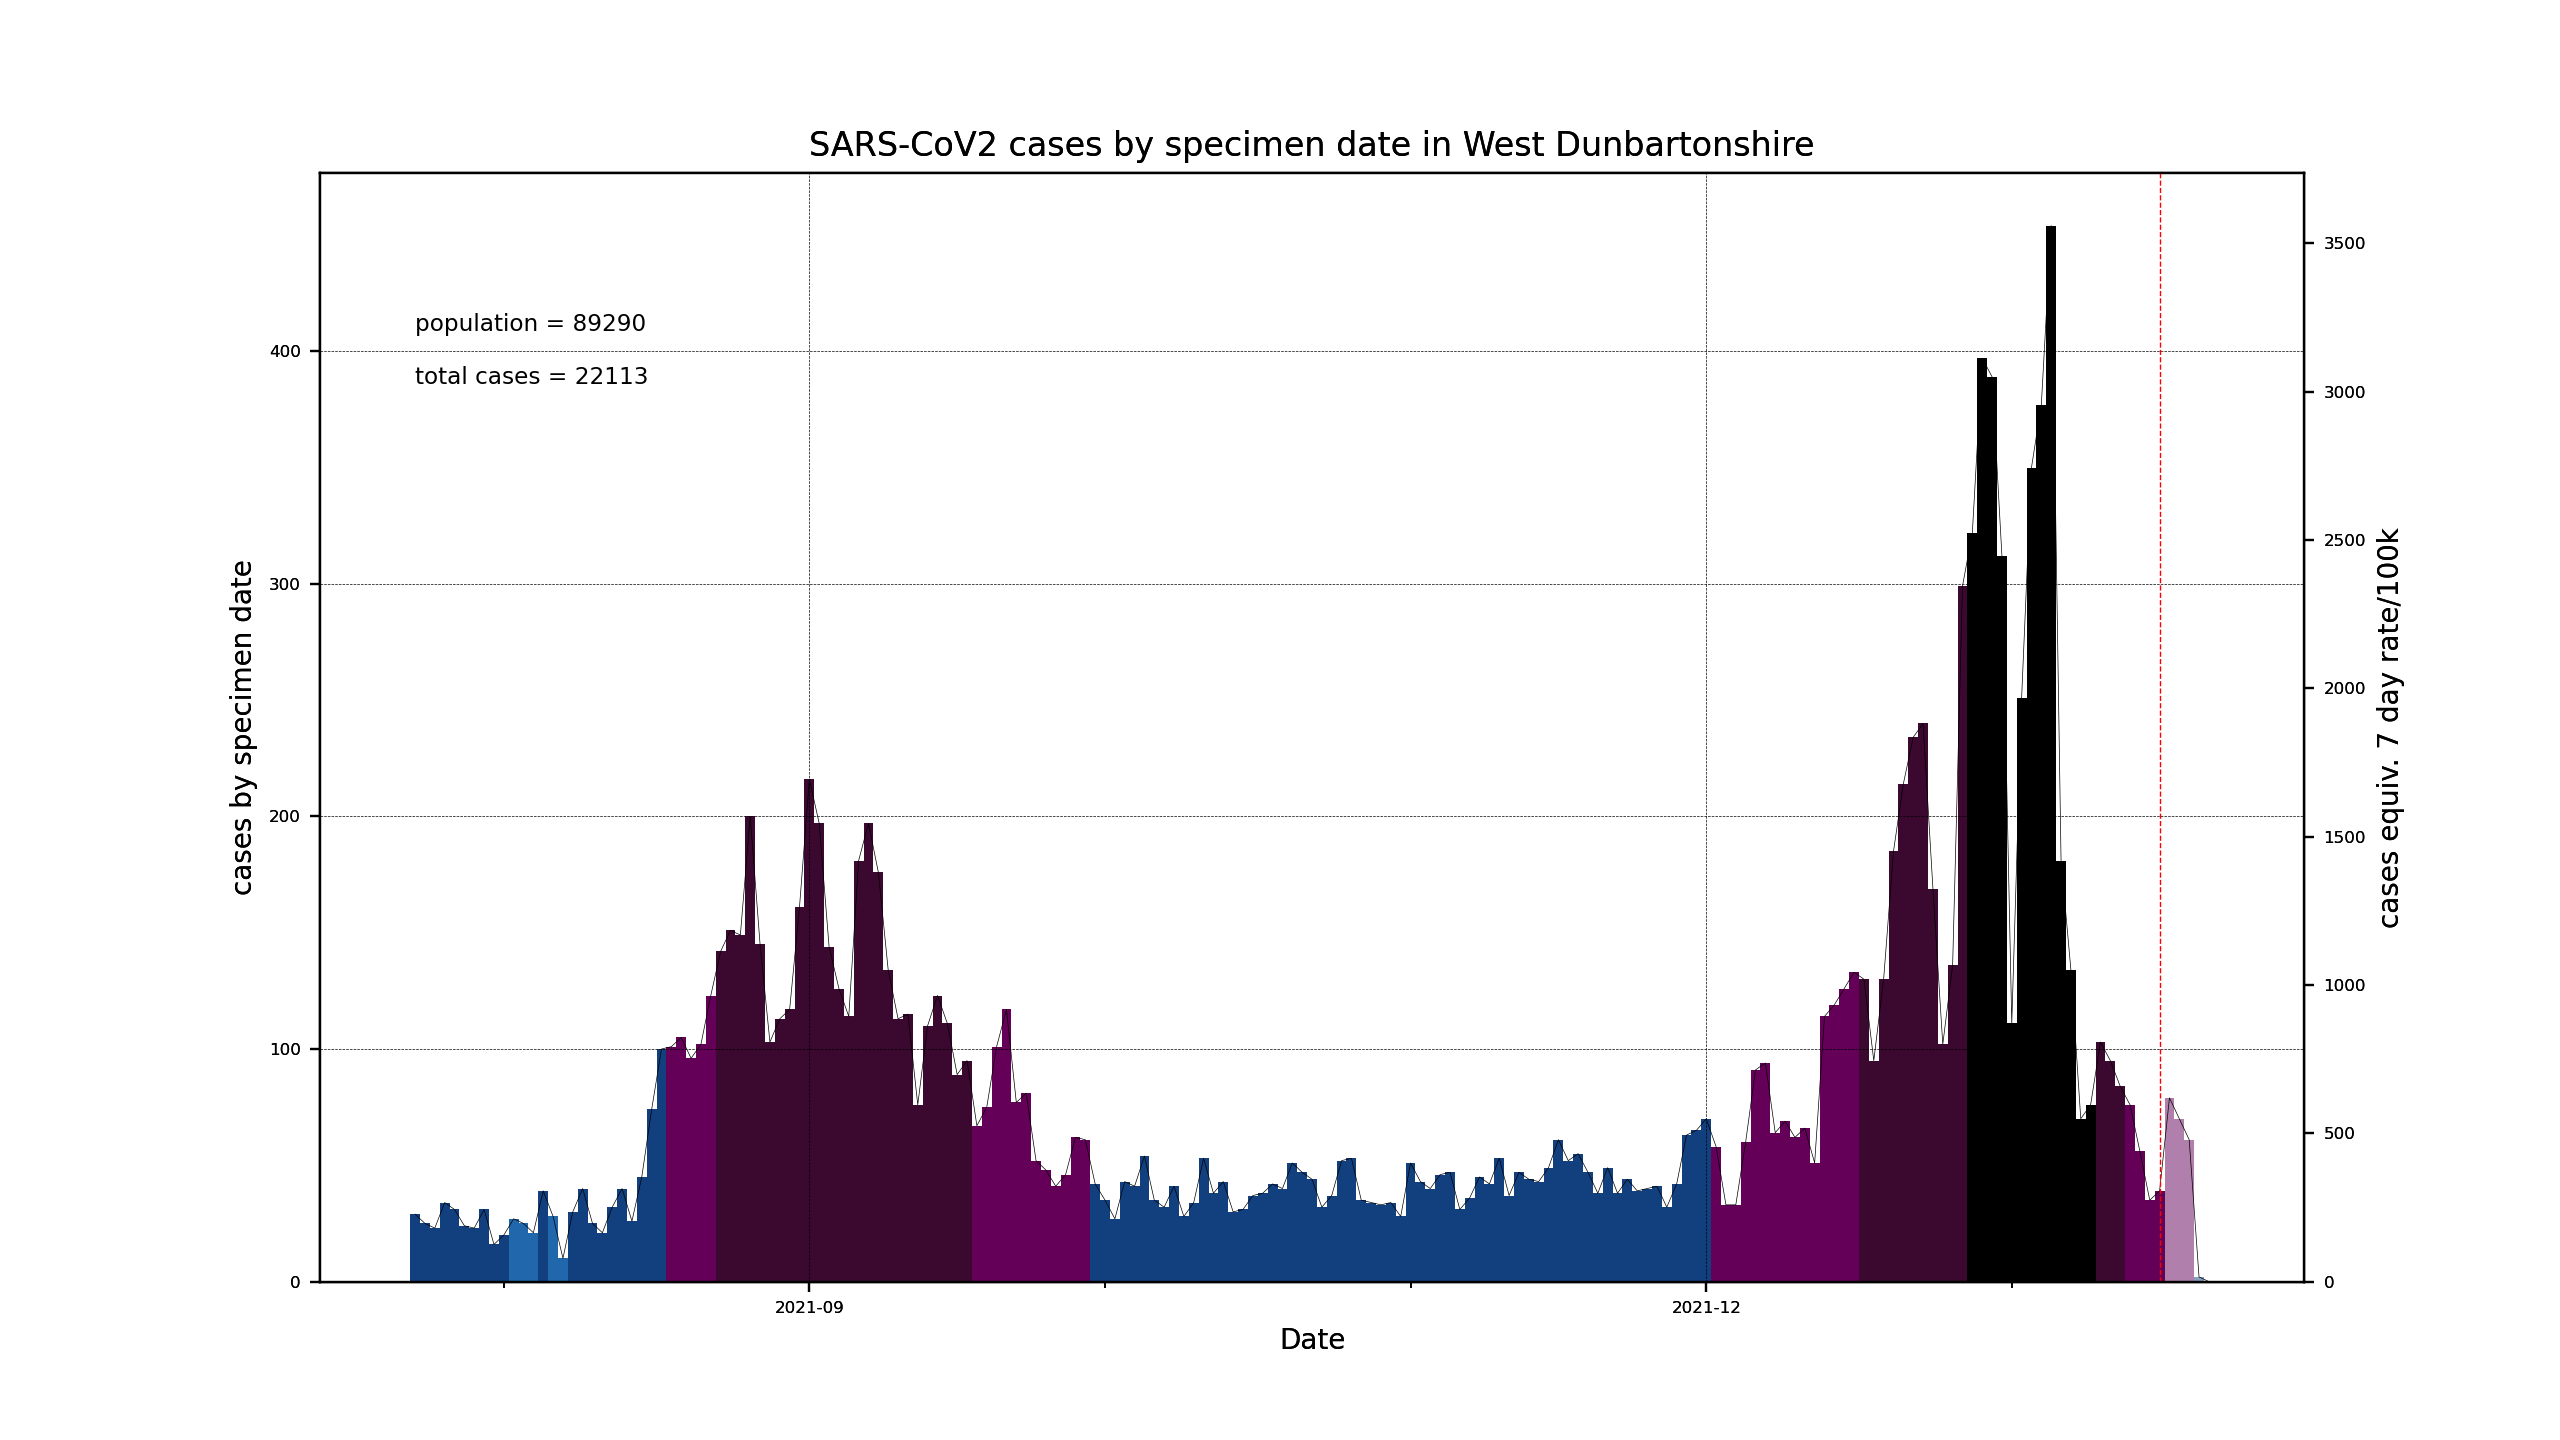 SARS-CoV2 cases by specimen date in West Dunbartonshire
population = 89290
total cases = 22113
cases by specimen date
400
300
200
100
0
3500
3000
2500
2000
1500
1000
500
0
cases equiv. 7 day rate/100k
2021-09
2021-12
Date